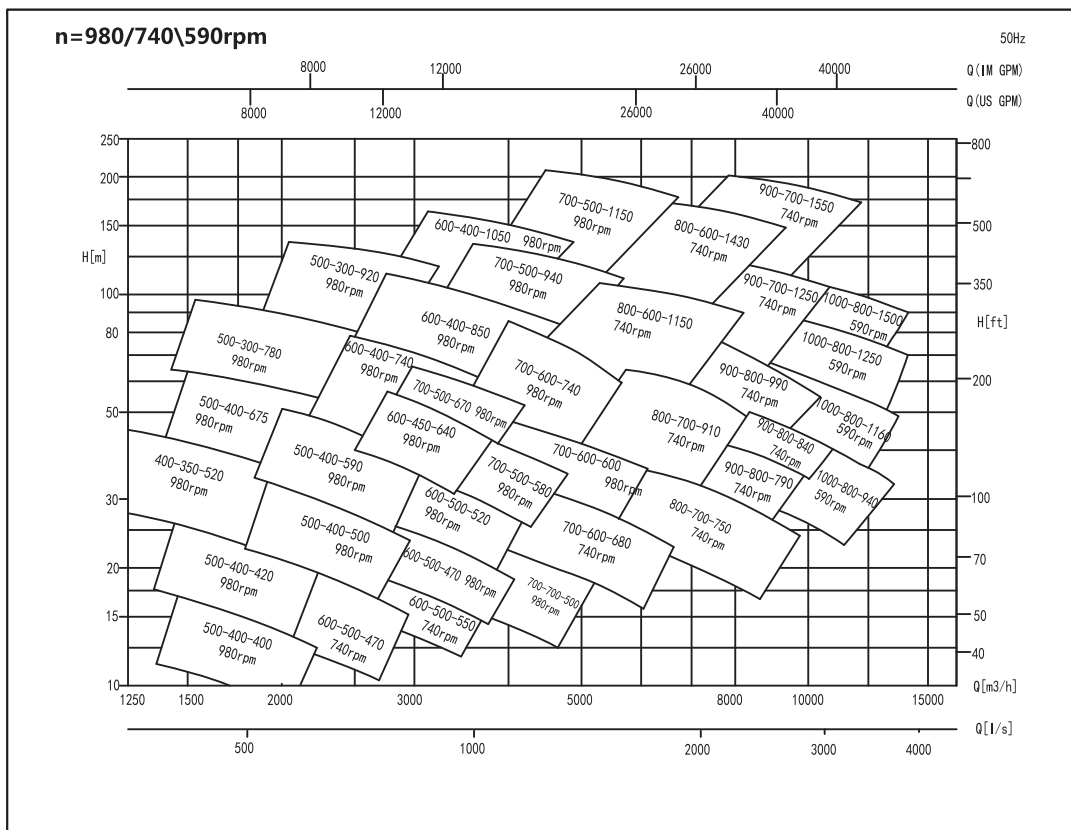 n=980/740\590rpm
50Hz
8000
12000
26000
40000
Q(IM GPM)
8000
12000
26000
40000
Q(US GPM)
250
200
150
H[m]
100
80
50
30
20
15
10
800
500
350
H[ft]
200
100
70
50
40
700-500-1150
980rpm
900-700-1550
740rpm
600-400-1050
980rpm
800-600-1430
740rpm
500-300-920
980rpm
700-500-940
980rpm
900-700-1250
740rpm
1000-800-1500
590rpm
600-400-850
980rpm
800-600-1150
740rpm
500-300-780
980rpm
600-400-740
980rpm
1000-800-1250
590rpm
700-600-740
980rpm
900-800-990
740rpm
700-500-670 980rpm
500-400-675
980rpm
600-450-640
980rpm
800-700-910
740rpm
1000-800-1160
590rpm
900-800-840
740rpm
400-350-520
980rpm
500-400-590
980rpm
700-500-580
980rpm
700-600-600
980rpm
900-800-790
740rpm
1000-800-940
590rpm
600-500-520
980rpm
500-400-500
980rpm
700-600-680
740rpm
800-700-750
740rpm
500-400-420
980rpm
600-500-470 980rpm
700-700-500
980rpm
600-500-550
740rpm
500-400-400
980rpm
600-500-470
740rpm
1250
1500
2000
3000
5000
8000
10000
15000
Q[m3/h]
500
1000
2000
3000
4000
Q[l/s]